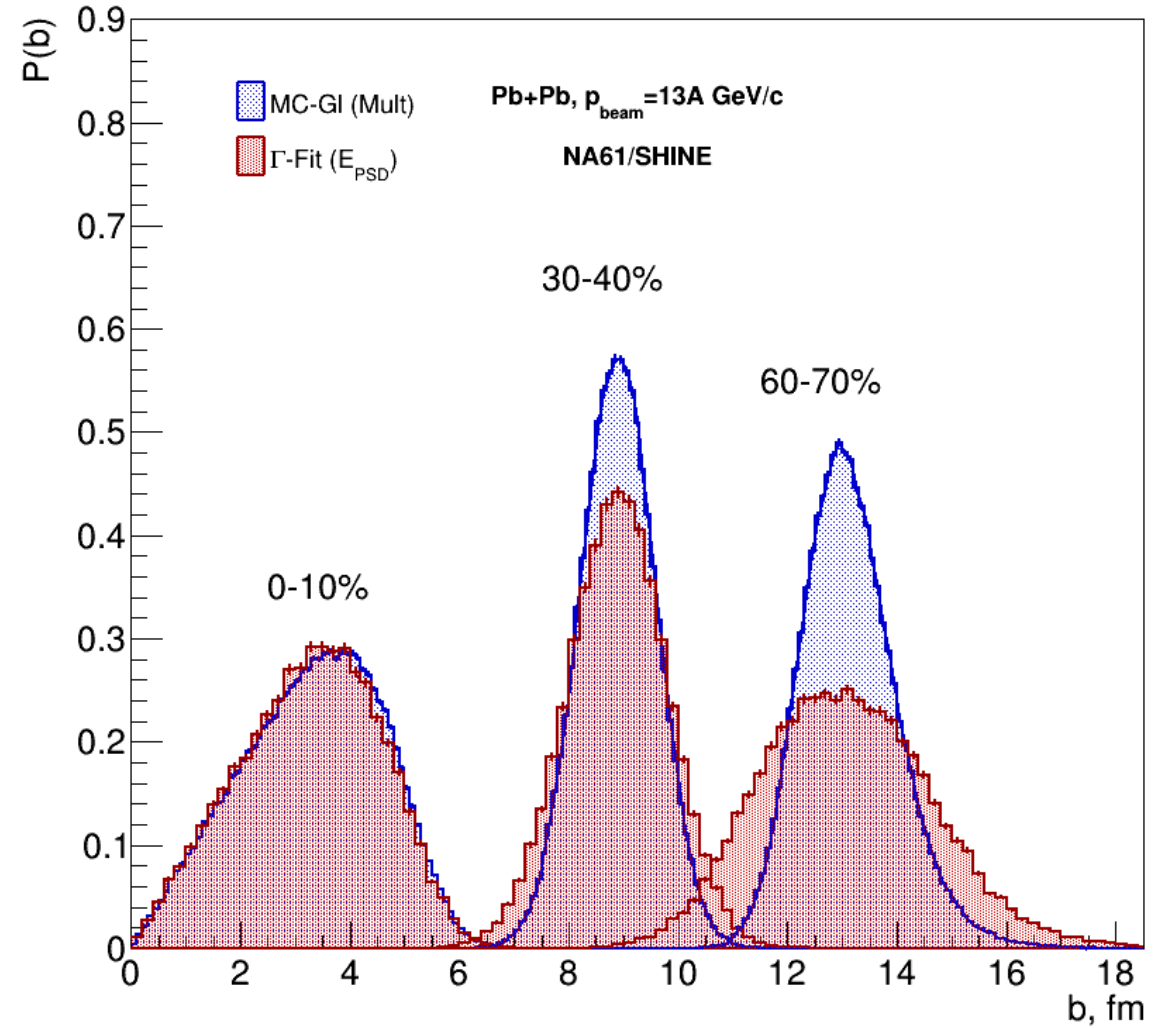 P(b)
0.9
0.8
0.7
0.6
0.5
0.4
0.3
0.2
0.1
0
MC-Gl (Mult)
Γ-Fit (E_PSD)
Pb+Pb, p_beam=13A GeV/c
NA61/SHINE
30-40%
60-70%
0-10%
0 2 4 6 8 10 12 14 16 18
b, fm